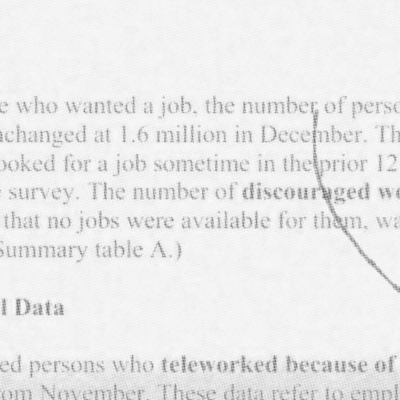 e who wanted a job, the number of perso
nchanged at 1.6 million in December. Th
ooked for a job sometime in the prior 12
survey. The number of discouraged wo
that no jobs were available for them, wa
Summary table A.)
l Data
ed persons who teleworked because of
rom November. These data refer to empl